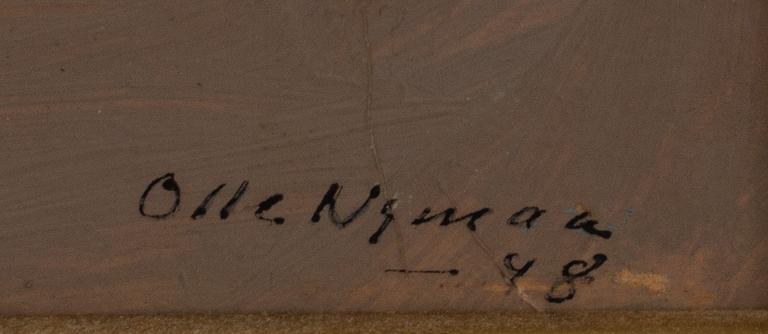 Olle Nyman
— 48